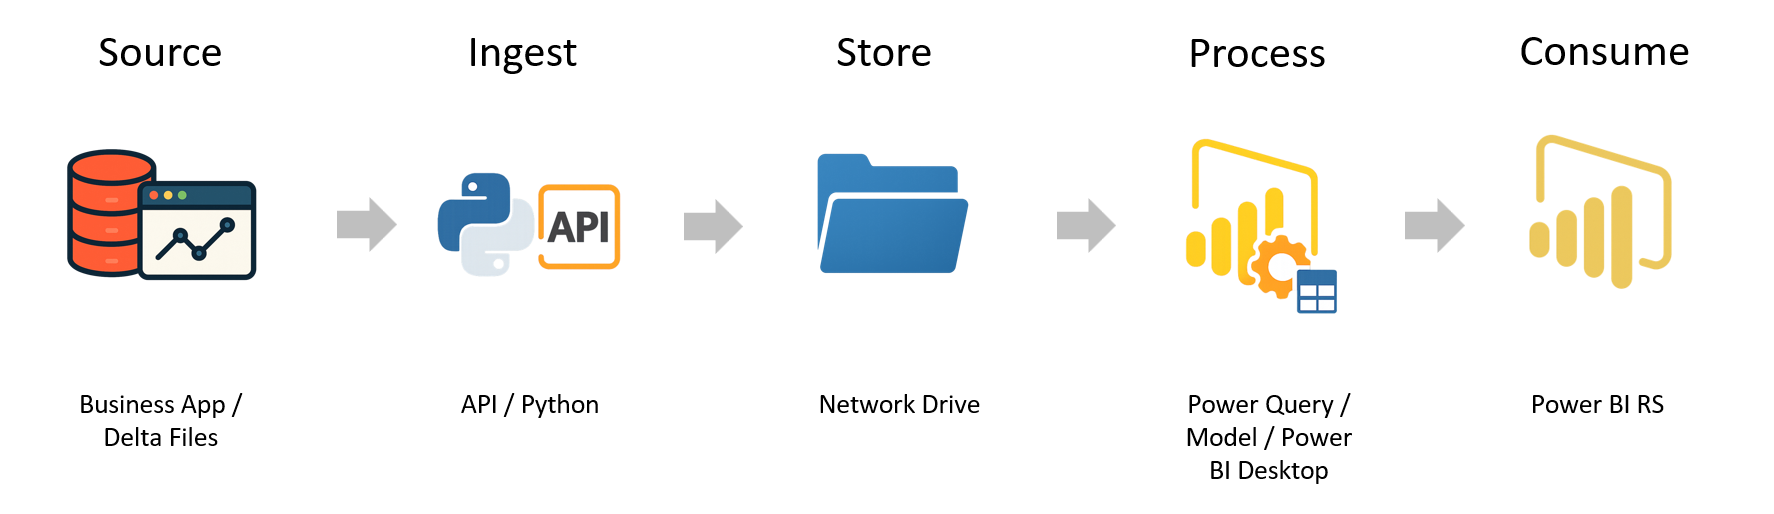 Source
Ingest
Store
Process
Consume
API
Business App /
Delta Files
API / Python
Network Drive
Power Query /
Model / Power
BI Desktop
Power BI RS